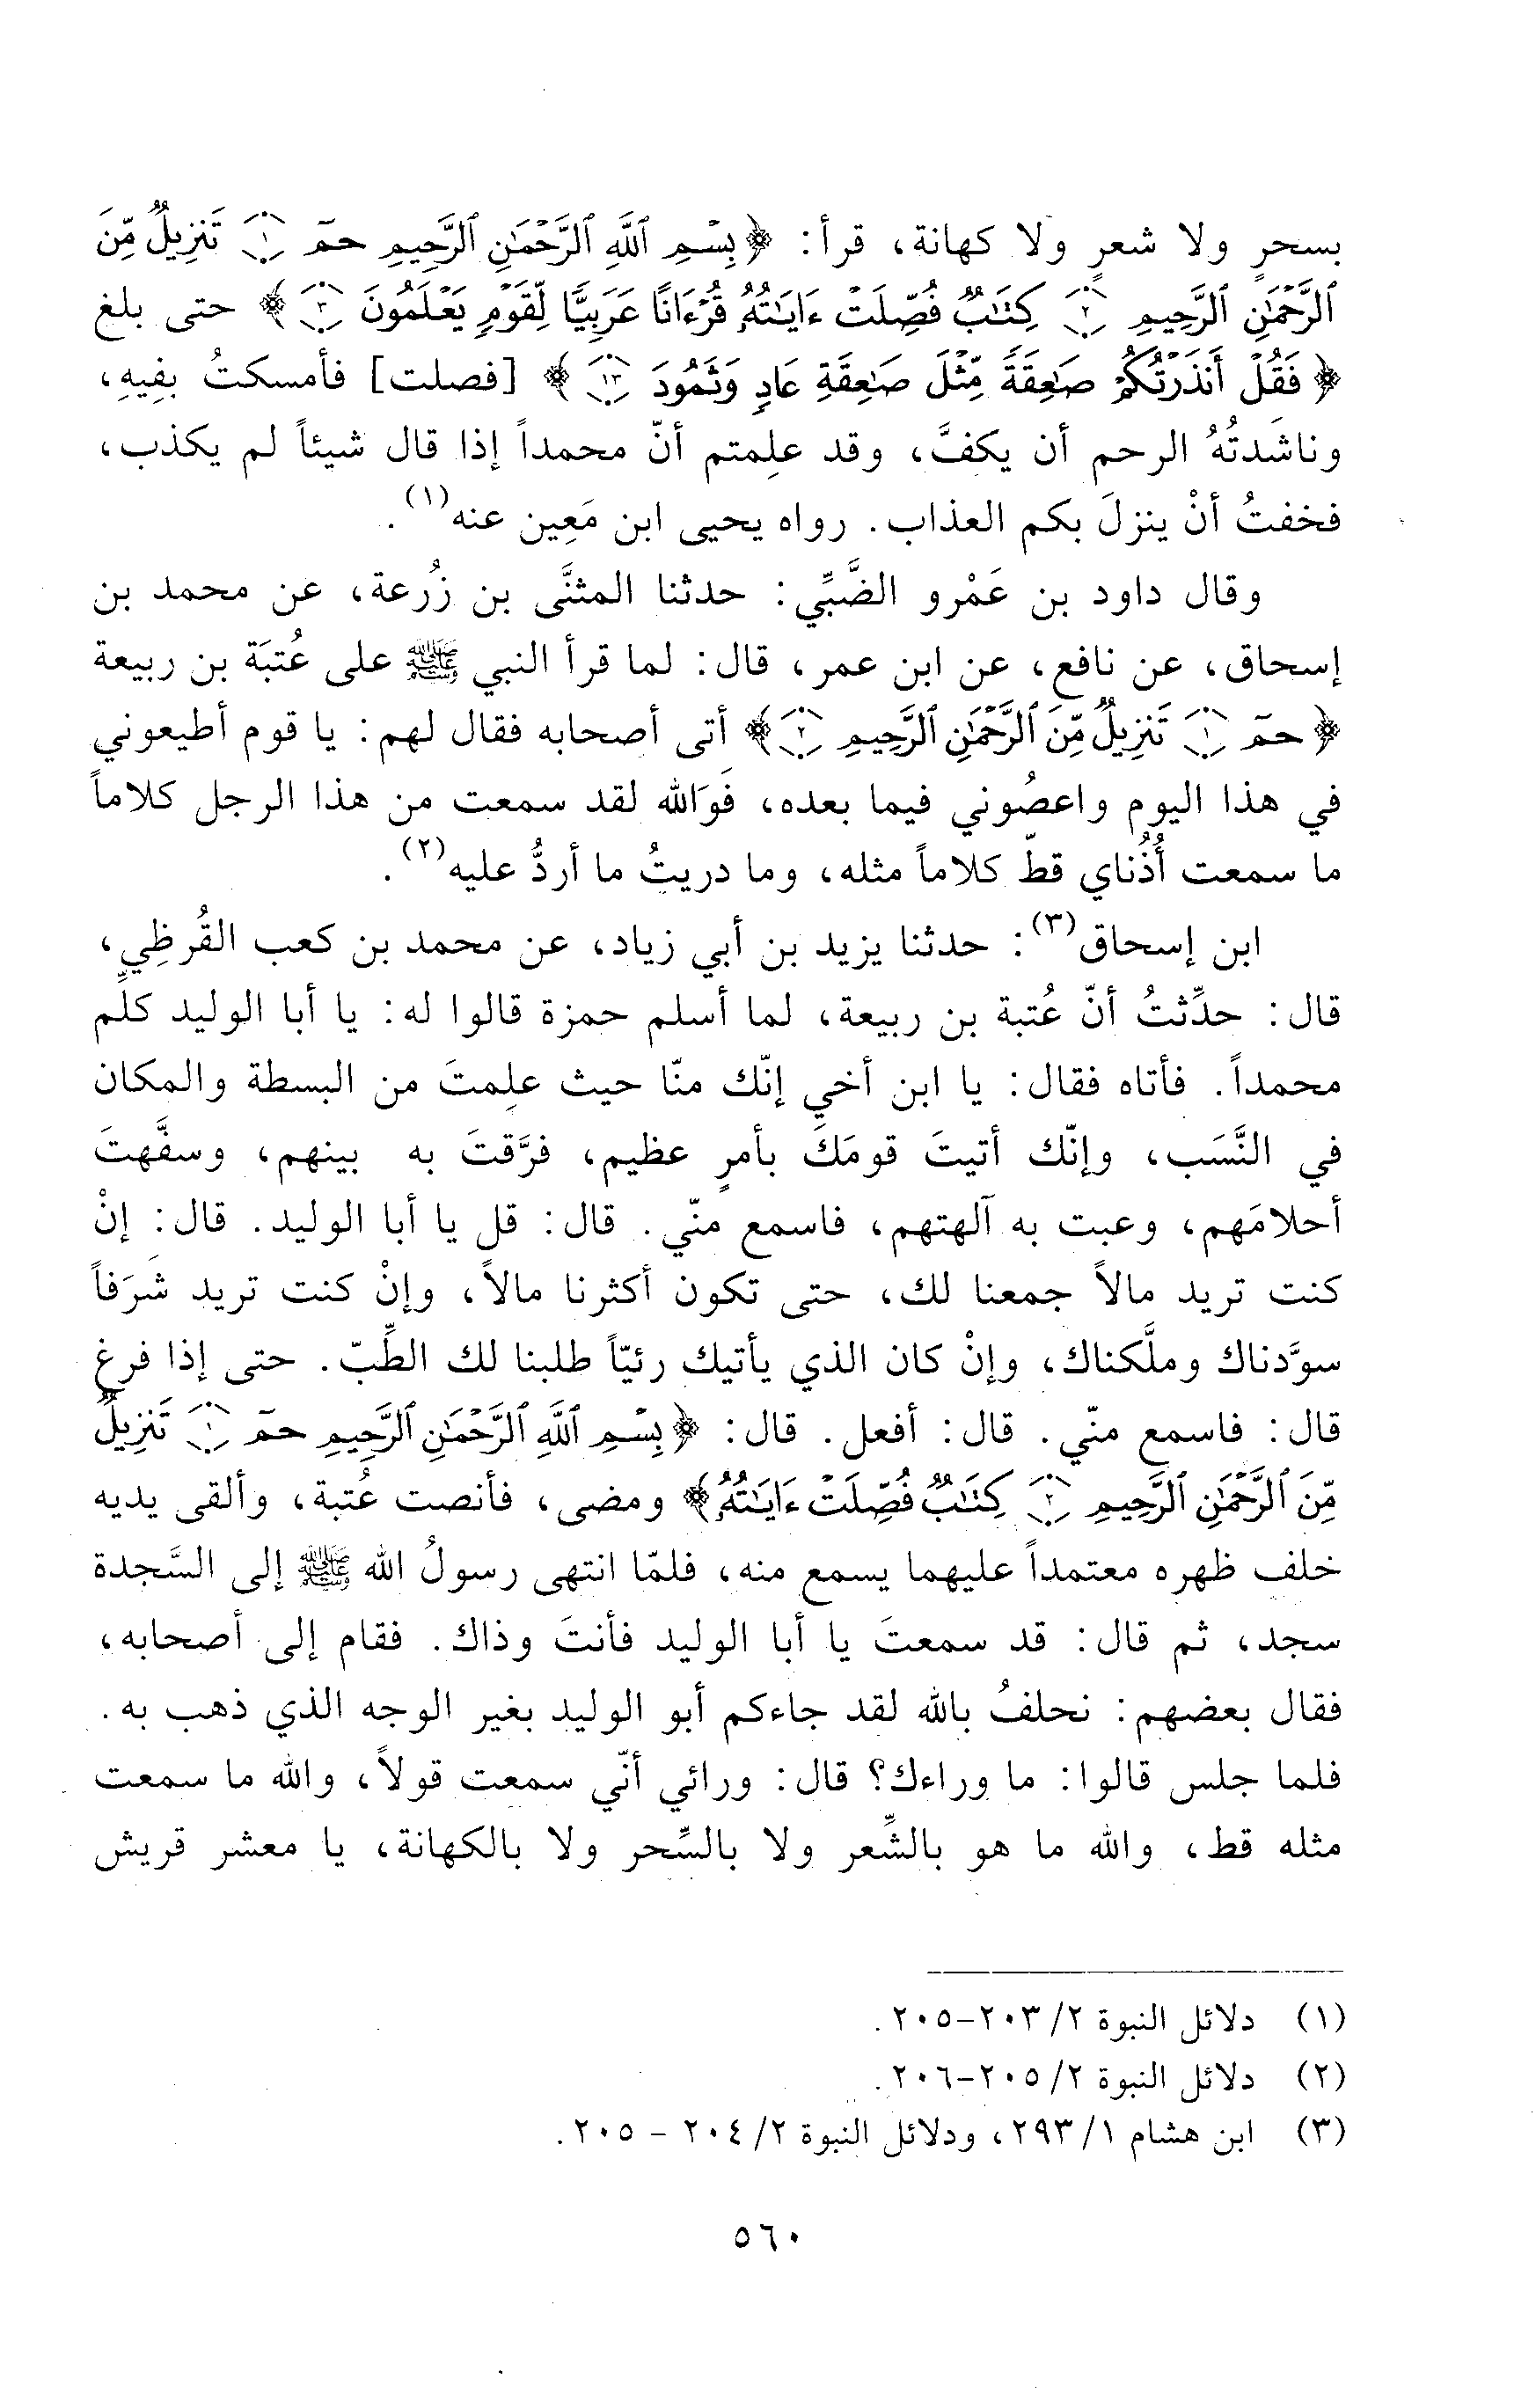 بسحرٍ ولا شعرٍ ولا كهانة، قرأ: ﴿بِسْمِ ٱللَّهِ ٱلرَّحْمَٰنِ ٱلرَّحِيمِ حمٓ ١ تَنزِيلٌ مِّنَ
ٱلرَّحْمَٰنِ ٱلرَّحِيمِ ٢ كِتَٰبٌ فُصِّلَتْ ءَايَٰتُهُۥ قُرْءَانًا عَرَبِيًّا لِّقَوْمٍ يَعْلَمُونَ ٣﴾ حتى بلغ
﴿فَقُلْ أَنذَرْتُكُمْ صَٰعِقَةً مِّثْلَ صَٰعِقَةِ عَادٍ وَثَمُودَ ١٣﴾ [فصلت] فأمسكتُ بفِيهِ،
وناشَدتُهُ الرحم أن يكفَّ، وقد علِمتم أنّ محمداً إذا قال شيئاً لم يكذب،
فخفتُ أنْ ينزلَ بكم العذاب. رواه يحيى ابن مَعِين عنه(١).
وقال داود بن عَمْرو الضَّبِّي: حدثنا المثنَّى بن زُرعة، عن محمد بن
إسحاق، عن نافع، عن ابن عمر، قال: لما قرأ النبي ﷺ على عُتبَة بن ربيعة
﴿حمٓ ١ تَنزِيلٌ مِّنَ ٱلرَّحْمَٰنِ ٱلرَّحِيمِ ٢﴾ أتى أصحابه فقال لهم: يا قوم أطيعوني
في هذا اليوم واعصُوني فيما بعده، فَوَالله لقد سمعت من هذا الرجل كلاماً
ما سمعت أُذُناي قطّ كلاماً مثله، وما دريتُ ما أردُّ عليه(٢).
ابن إسحاق(٣): حدثنا يزيد بن أبي زياد، عن محمد بن كعب القُرظِي،
قال: حدِّثتُ أنّ عُتبة بن ربيعة، لما أسلم حمزة قالوا له: يا أبا الوليد كلِّم
محمداً. فأتاه فقال: يا ابن أخي إنّك منّا حيث علِمتَ من البسطة والمكان
في النَّسَب، وإنّك أتيتَ قومَكَ بأمرٍ عظيم، فرَّقتَ به بينهم، وسفَّهتَ
أحلامَهم، وعبت به آلهتهم، فاسمع منّي. قال: قل يا أبا الوليد. قال: إنْ
كنت تريد مالاً جمعنا لك، حتى تكون أكثرنا مالاً، وإنْ كنت تريد شَرَفاً
سوَّدناك وملَّكناك، وإنْ كان الذي يأتيك رئيّاً طلبنا لك الطِّبّ. حتى إذا فرغ
قال: فاسمع منّي. قال: أفعل. قال: ﴿بِسْمِ ٱللَّهِ ٱلرَّحْمَٰنِ ٱلرَّحِيمِ حمٓ ١ تَنزِيلٌ
مِّنَ ٱلرَّحْمَٰنِ ٱلرَّحِيمِ ٢ كِتَٰبٌ فُصِّلَتْ ءَايَٰتُهُۥ﴾ ومضى، فأنصت عُتبة، وألقى يديه
خلف ظهره معتمداً عليهما يسمع منه، فلمّا انتهى رسولُ الله ﷺ إلى السَّجدة
سجد، ثم قال: قد سمعتَ يا أبا الوليد فأنتَ وذاك. فقام إلى أصحابه،
فقال بعضهم: نحلفُ بالله لقد جاءكم أبو الوليد بغير الوجه الذي ذهب به.
فلما جلس قالوا: ما وراءك؟ قال: ورائي أنّي سمعت قولاً، والله ما سمعت
مثله قط، والله ما هو بالشِّعر ولا بالسِّحر ولا بالكهانة، يا معشر قريش
(١) دلائل النبوة ٢/ ٢٠٣-٢٠٥.
(٢) دلائل النبوة ٢/ ٢٠٥-٢٠٦.
(٣) ابن هشام ١/ ٢٩٣، ودلائل النبوة ٢/ ٢٠٤ - ٢٠٥.
٥٦٠